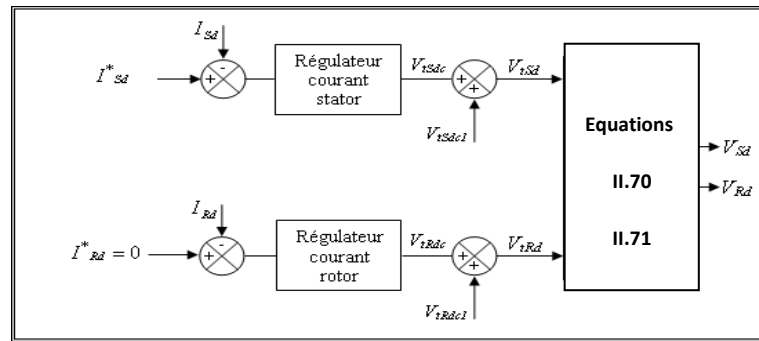 I_Sd
I*_Sd
-
+
Régulateur
courant
stator
V_tSdc
+
+
V_tSd
V_tSdc1
I_Rd
I*_Rd = 0
-
+
Régulateur
courant
rotor
V_tRdc
+
+
V_tRd
V_tRdc1
Equations
II.70
II.71
V_Sd
V_Rd